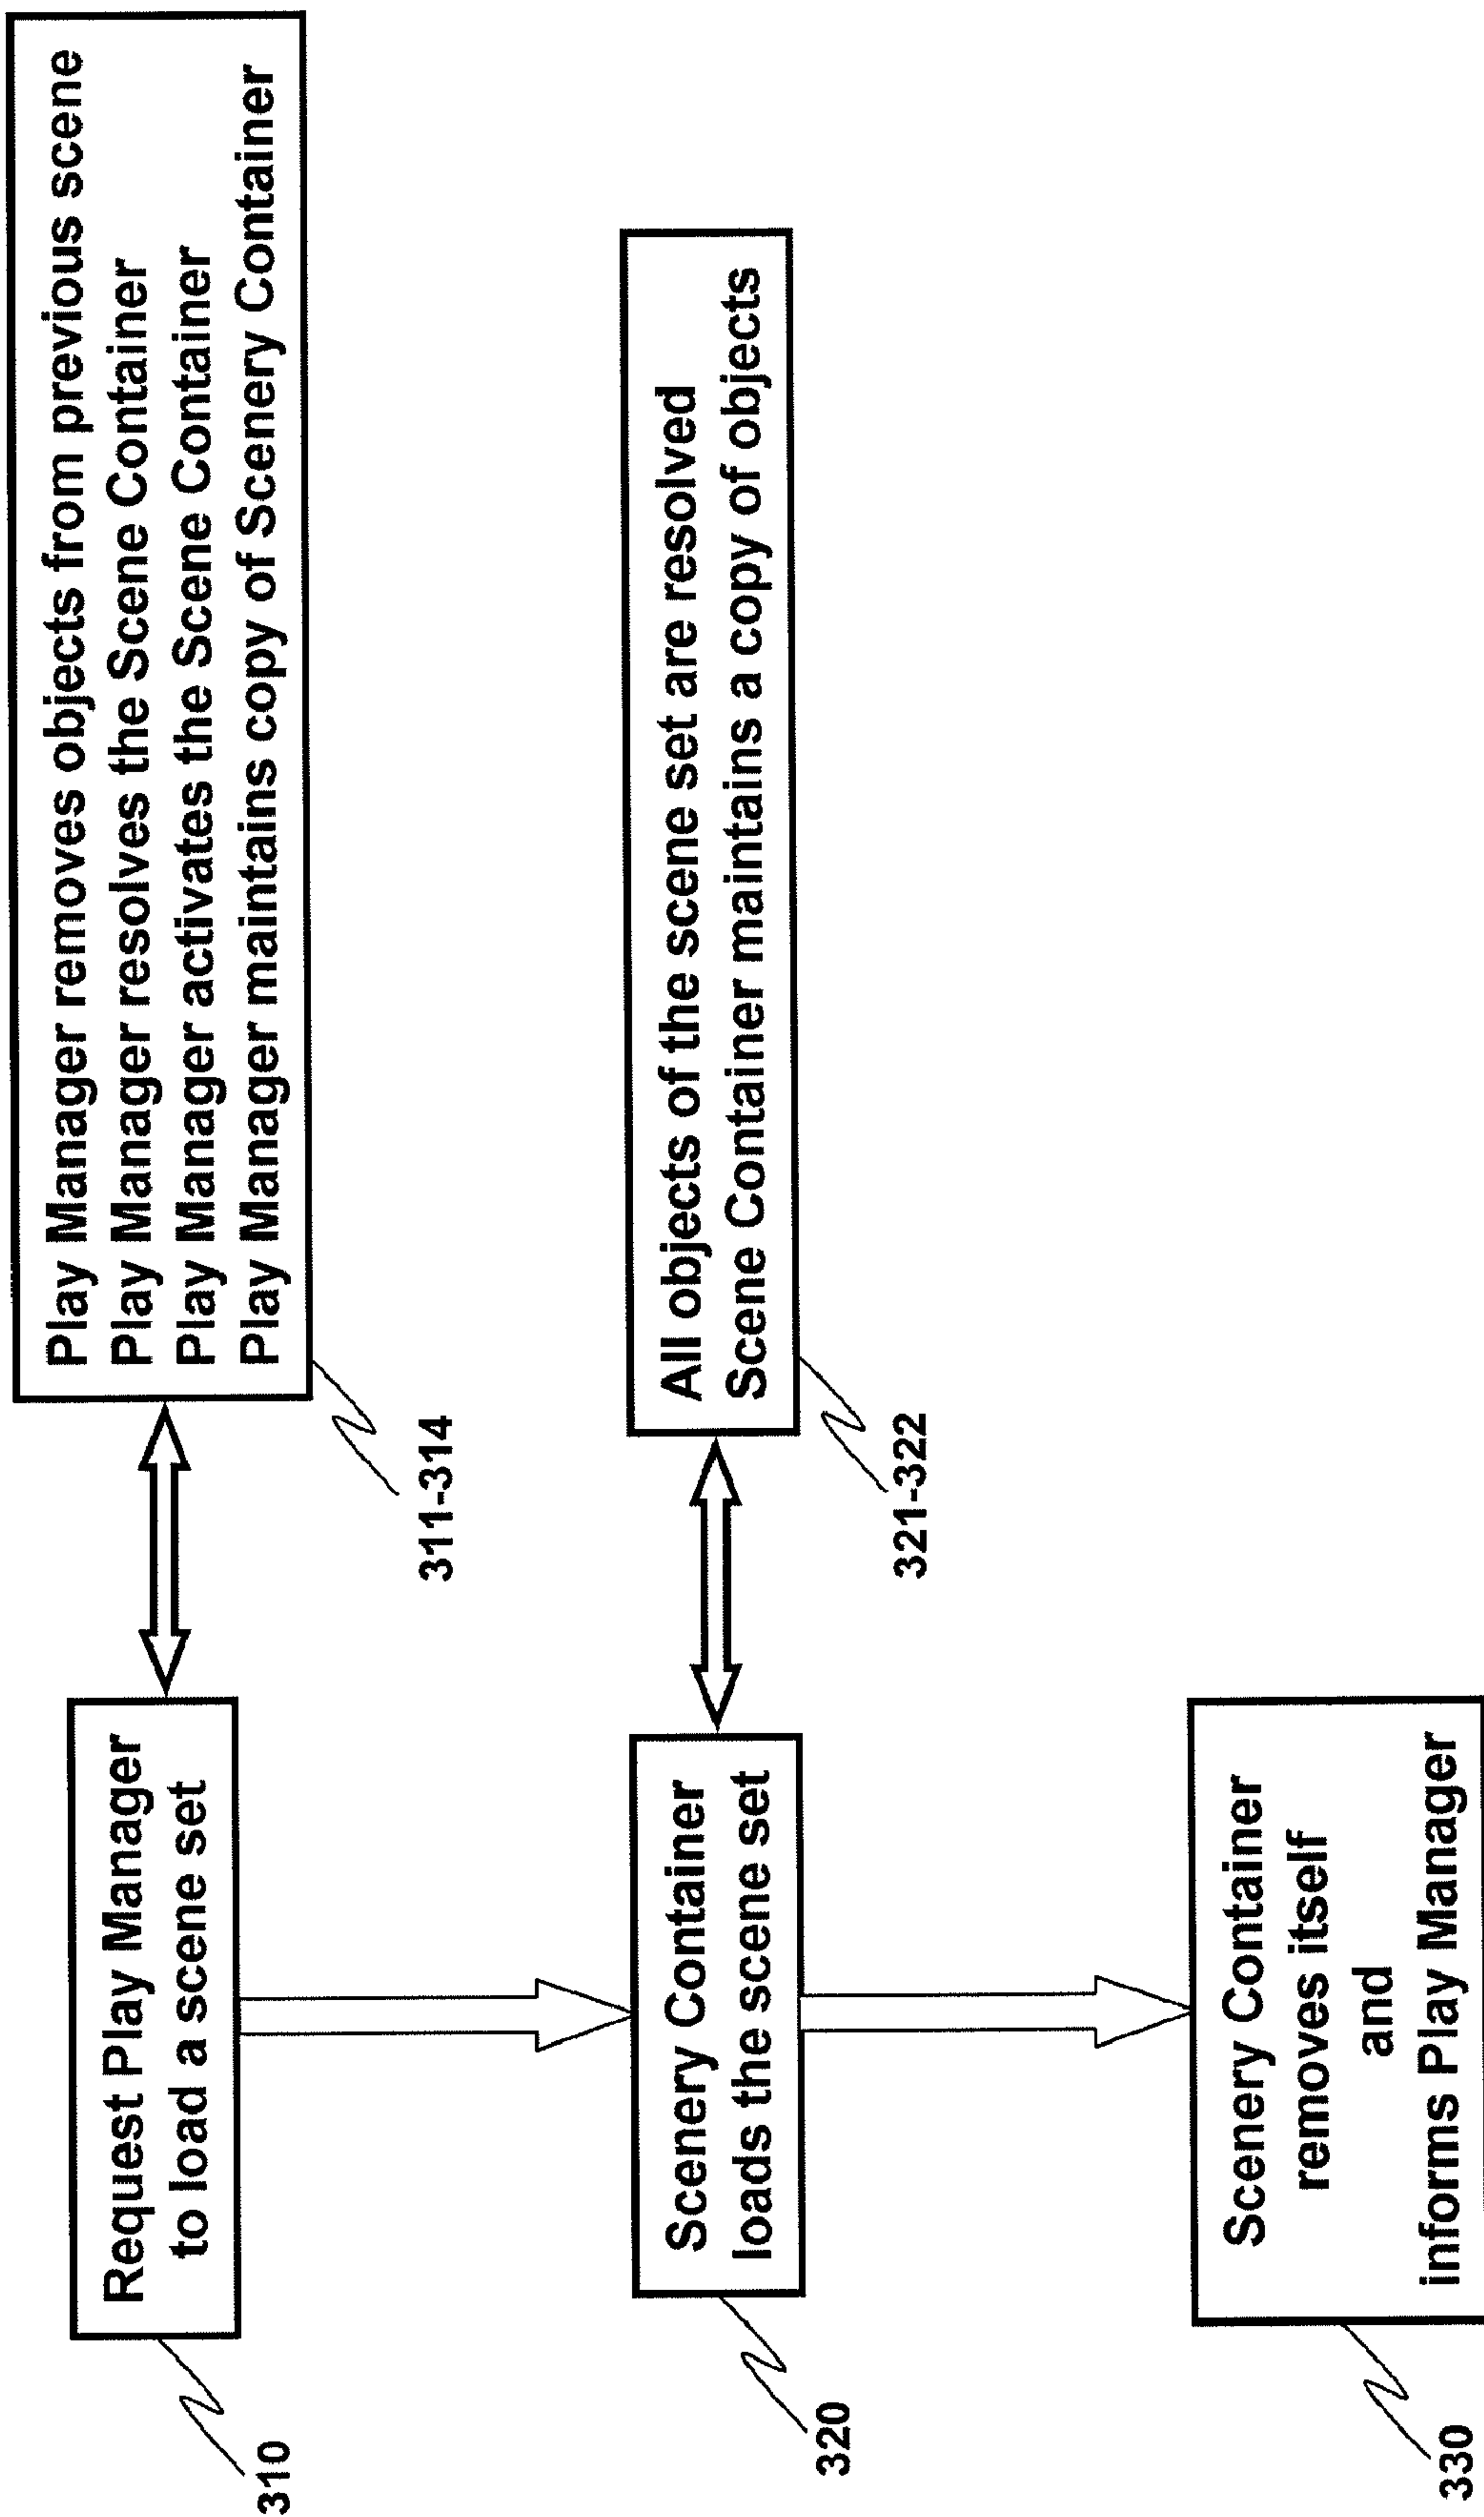 Request Play Manager
to load a scene set
310
Play Manager removes objects from previous scene
Play Manager resolves the Scene Container
Play Manager activates the Scene Container
Play Manager maintains copy of Scenery Container
311-314
Scenery Container
loads the scene set
320
All objects of the scene set are resolved
Scene Container maintains a copy of objects
321-322
Scenery Container
removes itself
and
informs Play Manager
330